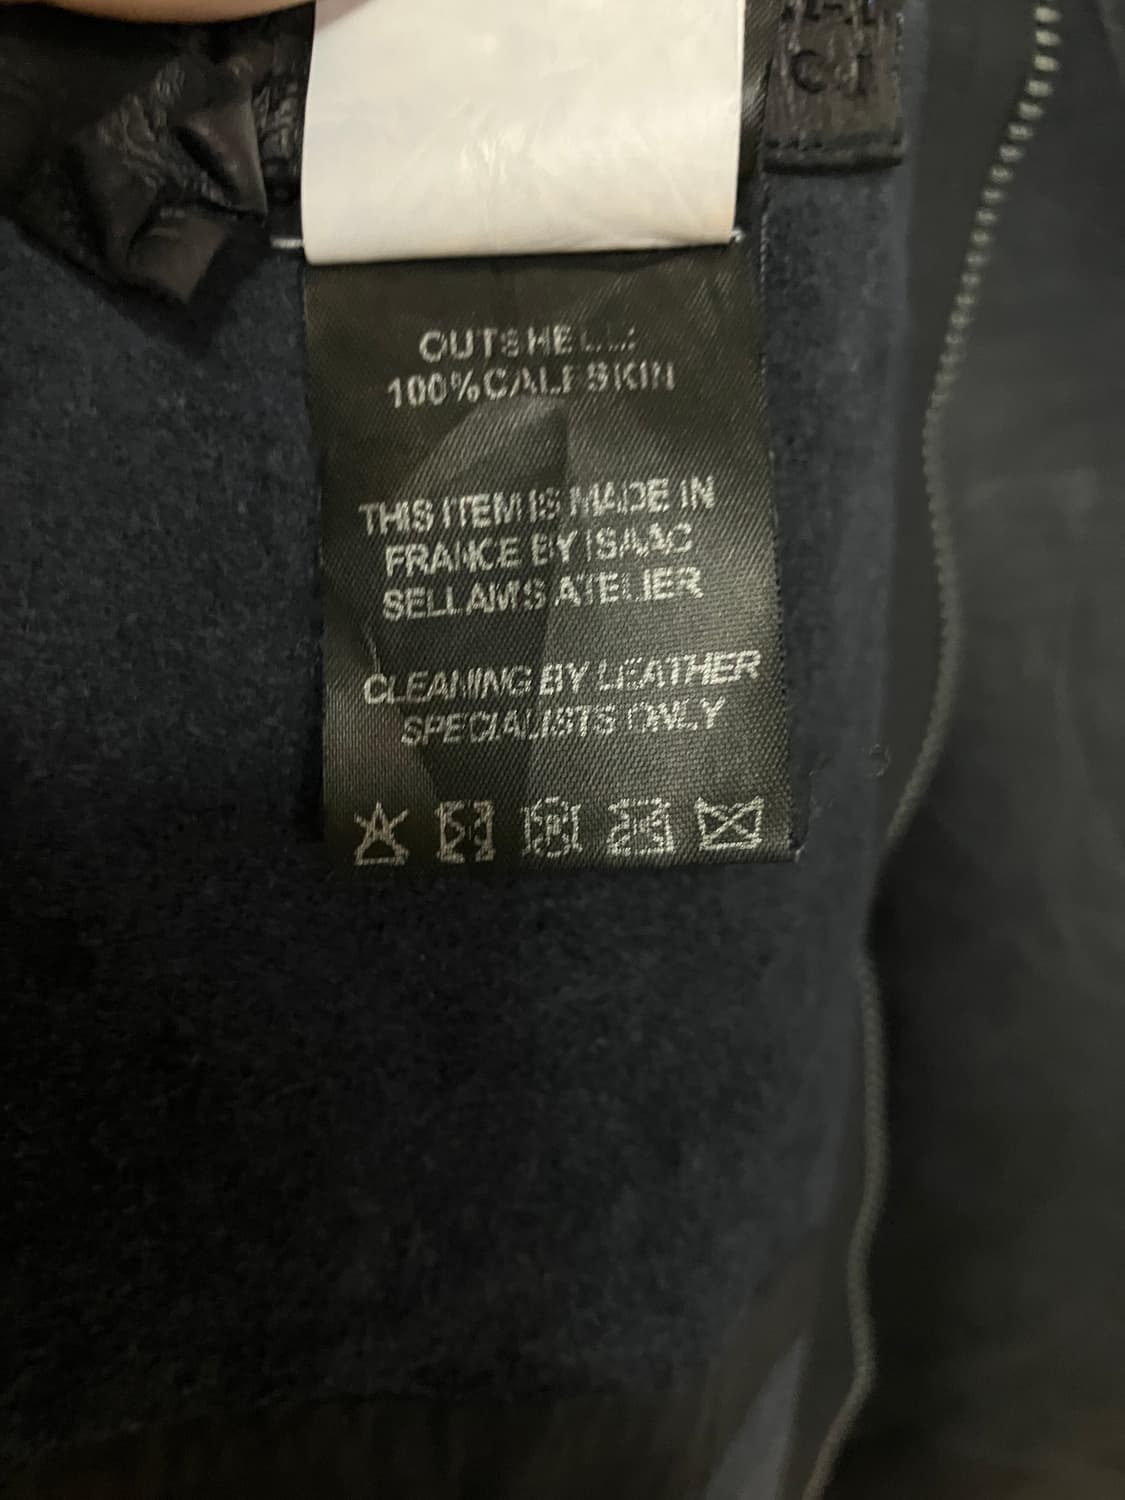 OUTSHELL:
100%CALFSKIN
THIS ITEM IS MADE IN
FRANCE BY ISAAC
SELLAM'S ATELIER
CLEANING BY LEATHER
SPECIALISTS ONLY